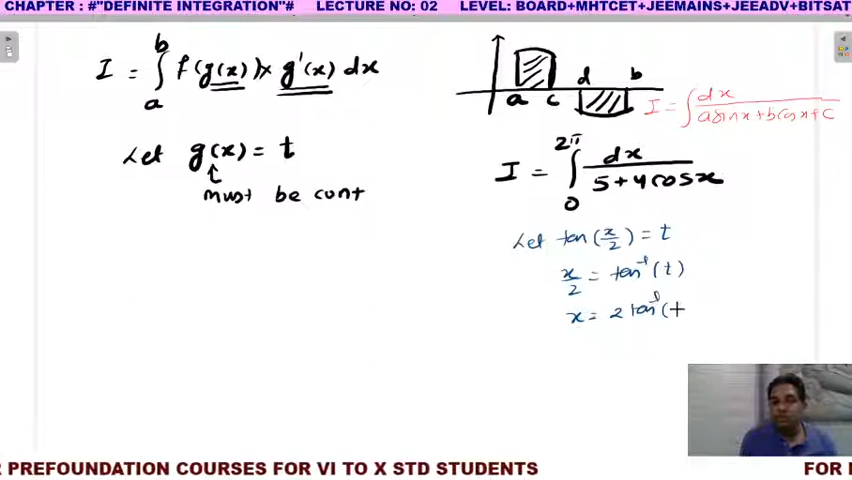 CHAPTER : #"DEFINITE INTEGRATION"# LECTURE NO: 02 LEVEL: BOARD+MHTCET+JEEMAINS+JEEADV+BITSAT
I = ∫ₐᵇ f(g(x)) × g'(x) dx
Let g(x) = t
↑
must be cont
a c d b
I = ∫ dx / (a sin x + b cos x + c)
I = ∫₀^2π dx / (5 + 4 cos x)
Let tan(x/2) = t
x/2 = tan⁻¹(t)
x = 2 tan⁻¹(t
R PREFOUNDATION COURSES FOR VI TO X STD STUDENTS
FOR